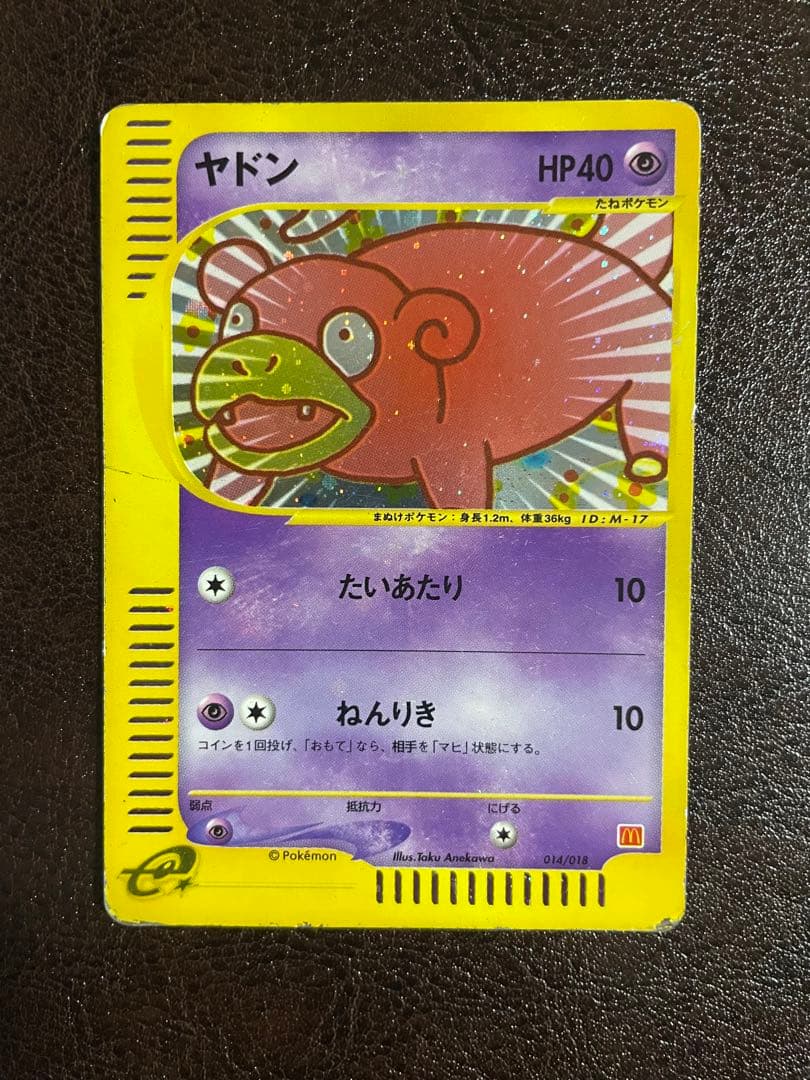 ヤドン HP40
たねポケモン
まぬけポケモン：身長1.2m、体重36kg ID:M-17
たいあたり 10
ねんりき 10
コインを1回投げ、「おもて」なら、相手を「マヒ」状態にする。
弱点 抵抗力 にげる
© Pokémon Illus.Taku Anekawa 014/018